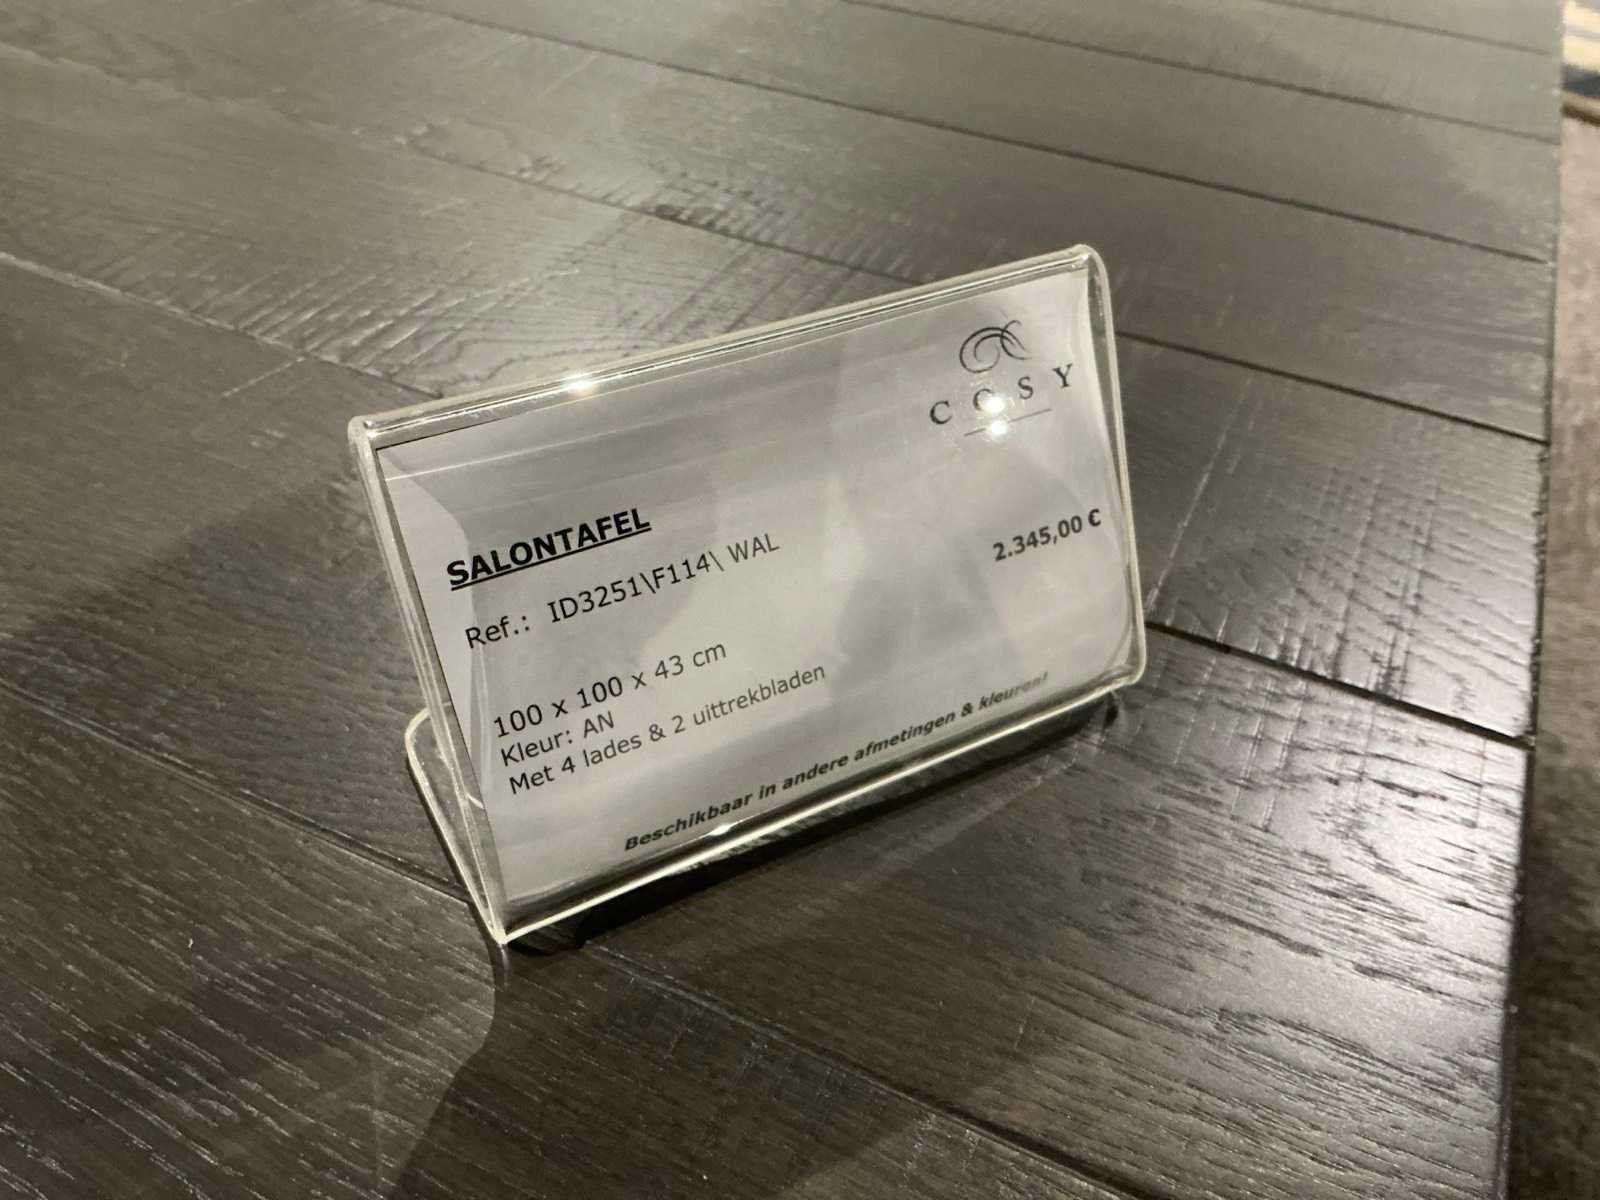 COSY
SALONTAFEL
Ref.: ID3251\F114\ WAL
2.345,00 €
100 x 100 x 43 cm
Kleur: AN
Met 4 lades & 2 uittrekbladen
Beschikbaar in andere afmetingen & kleuren!